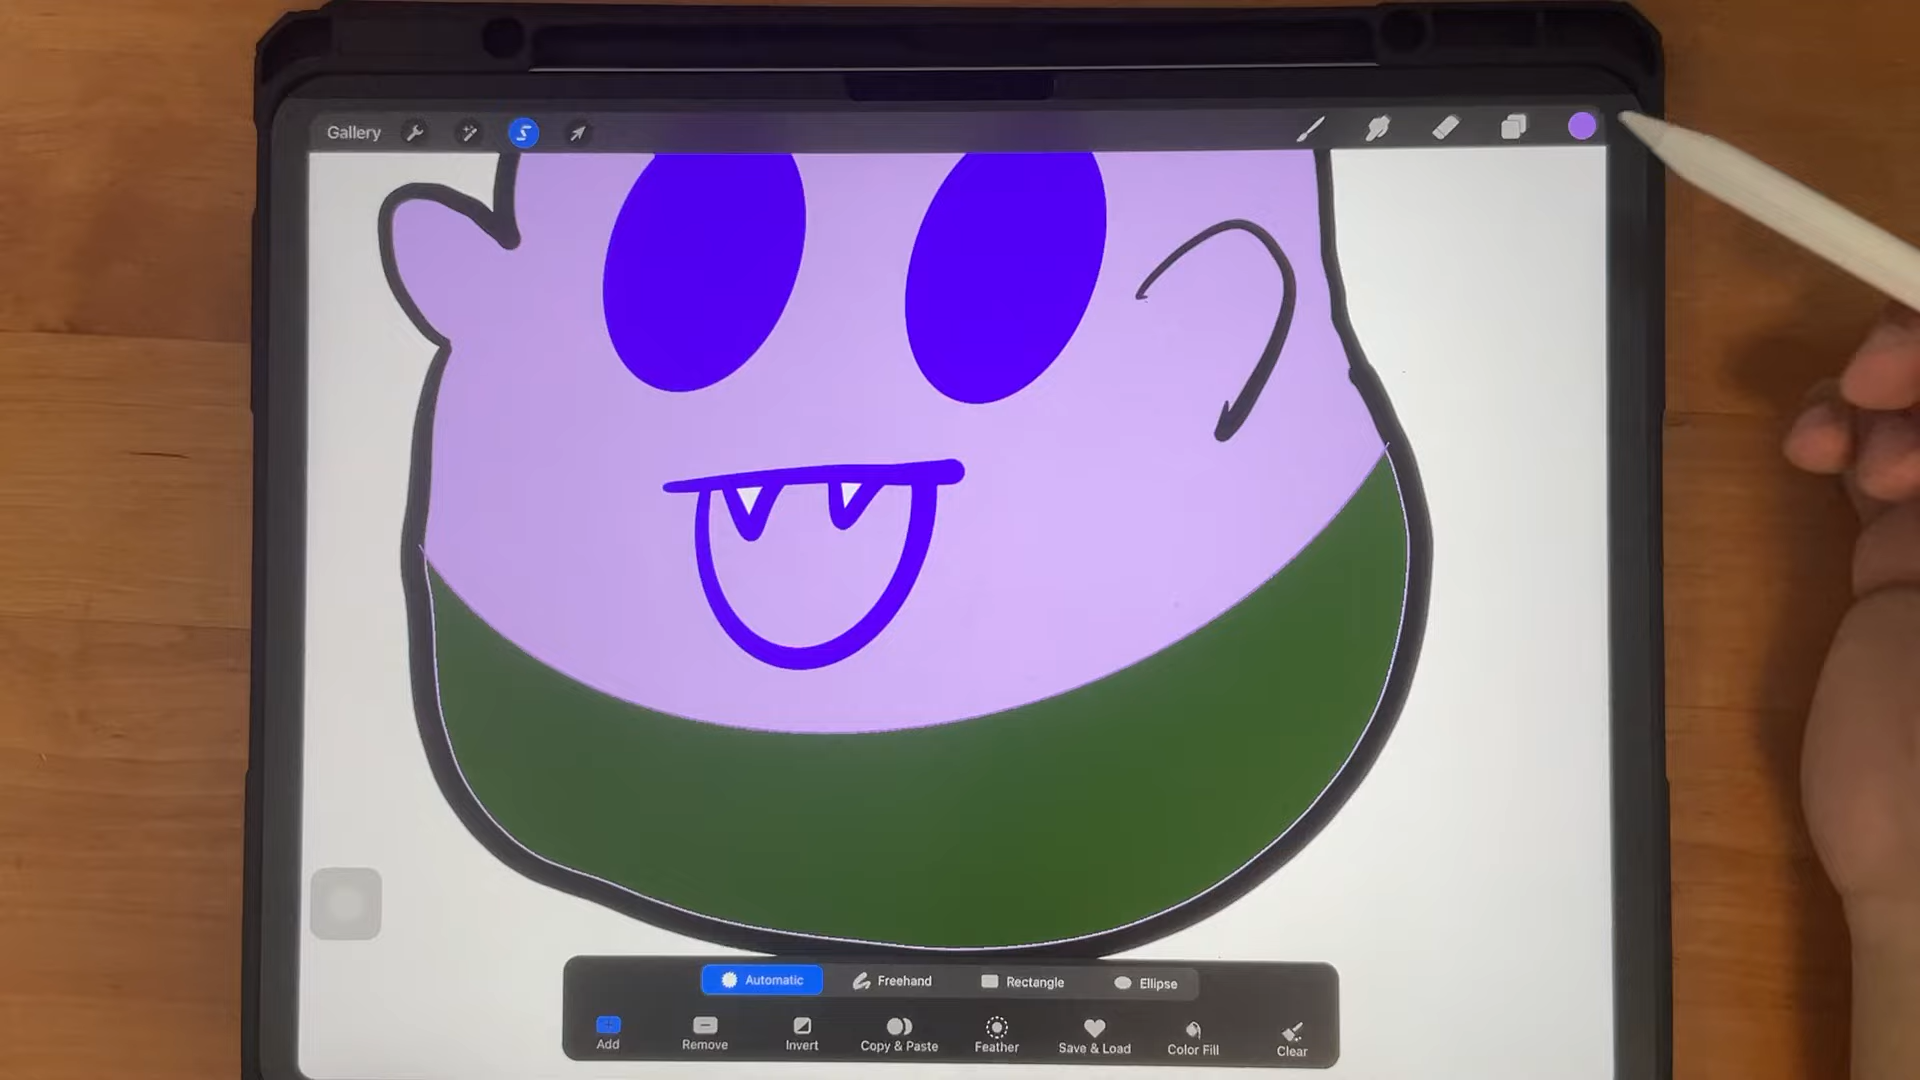 Gallery
Automatic Freehand Rectangle Ellipse
Add Remove Invert Copy & Paste Feather Save & Load Color Fill Clear